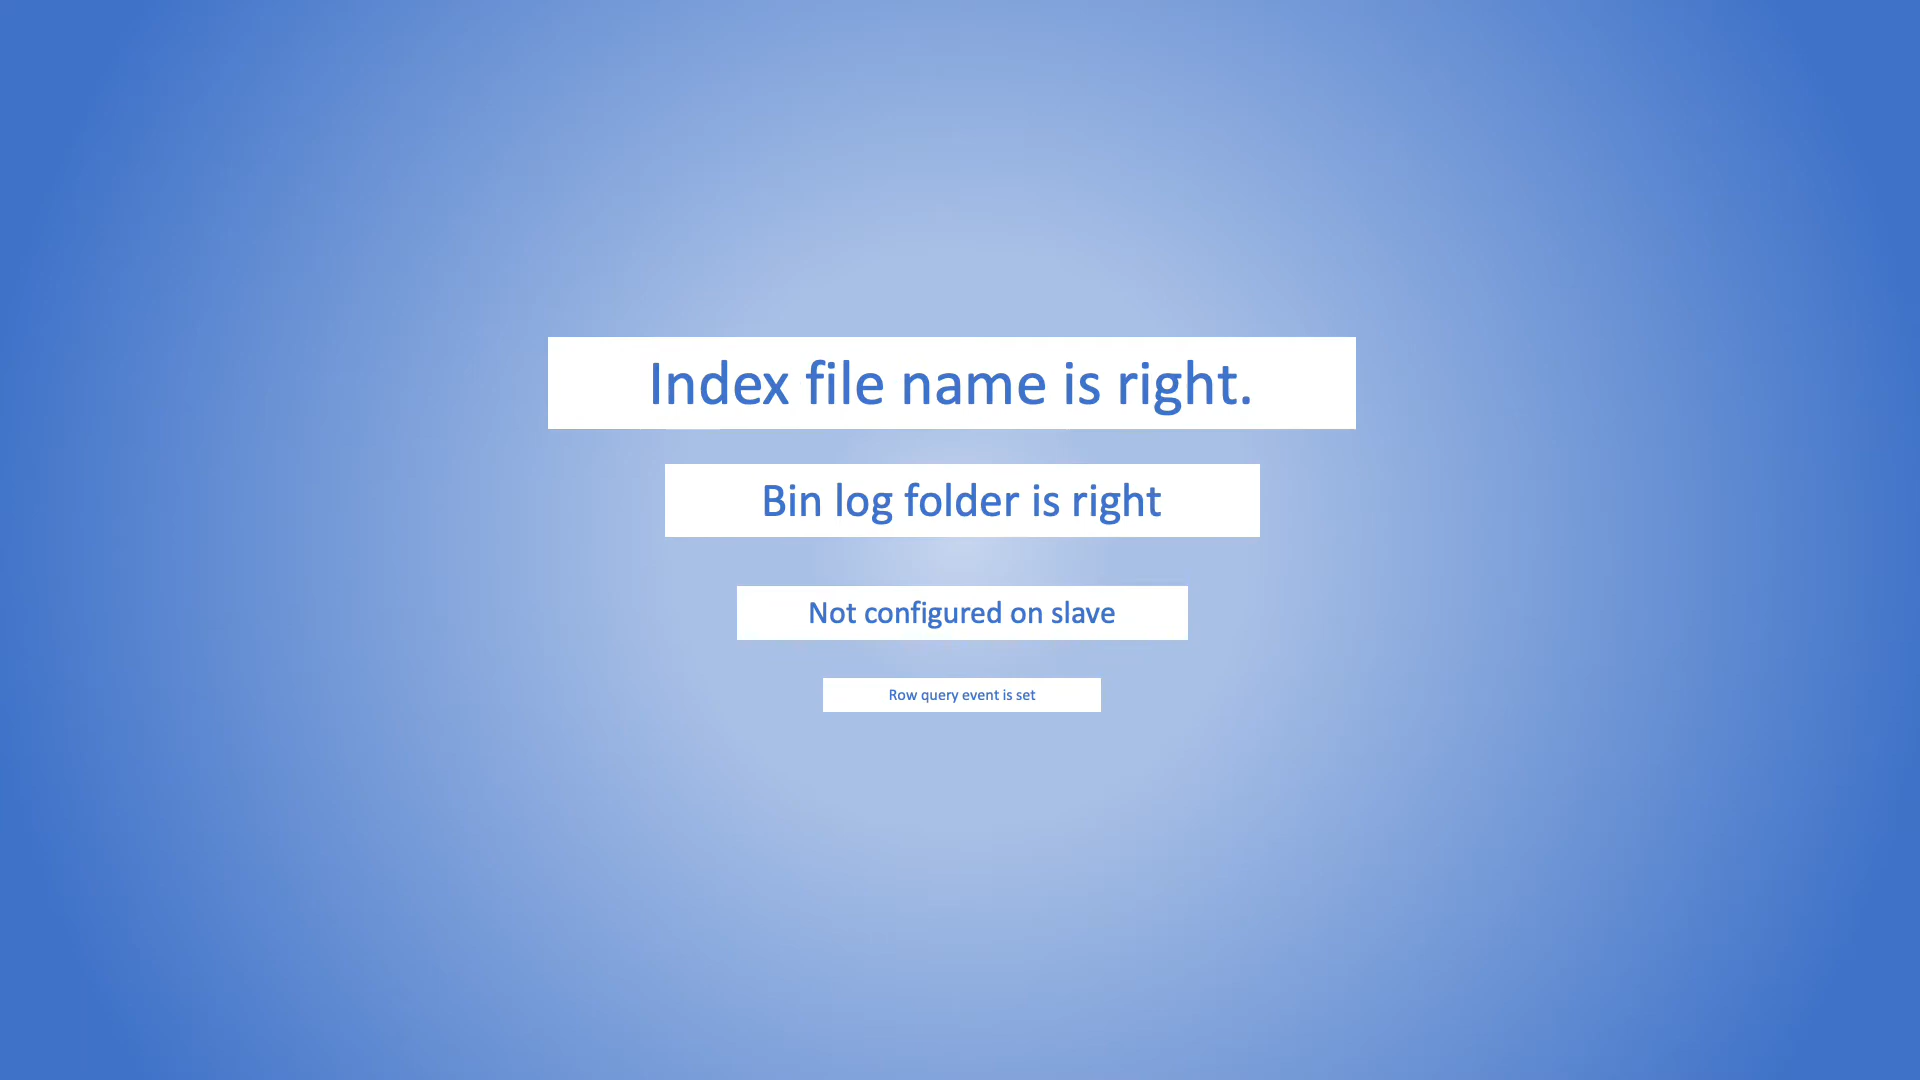 Index file name is right.
Bin log folder is right
Not configured on slave
Row query event is set